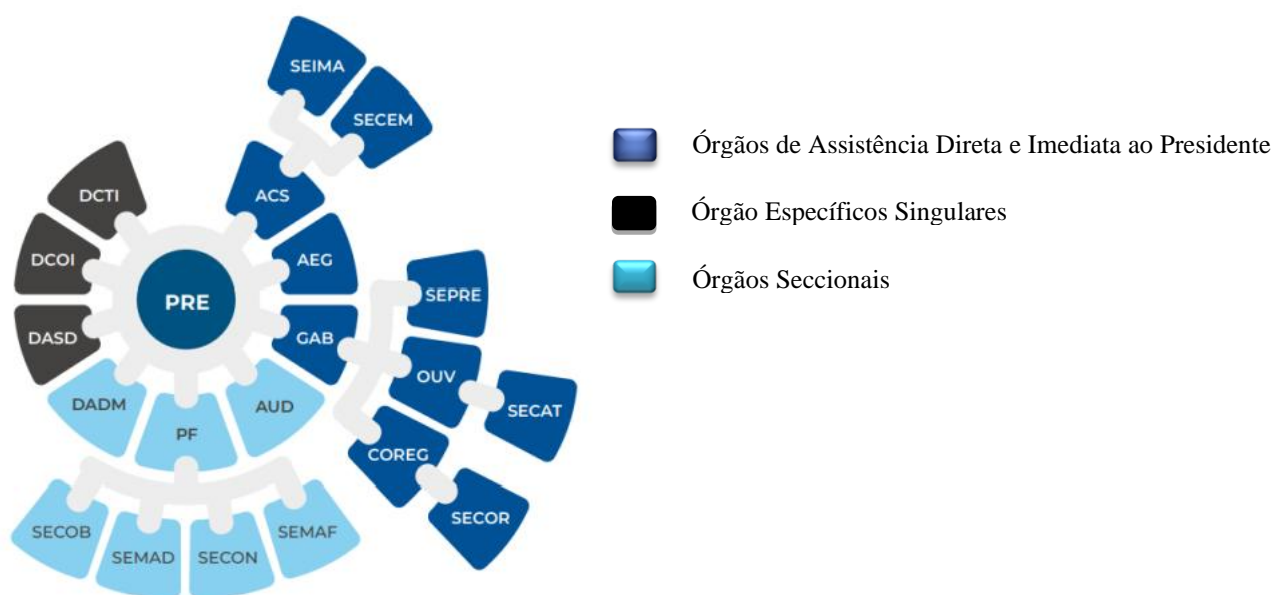 SEIMA
SECEM
DCTI
ACS
DCOI
AEG
PRE
SEPRE
DASD
GAB
OUV
DADM
AUD
SECAT
PF
COREG
SECOR
SECOB
SEMAD
SECON
SEMAF
Órgãos de Assistência Direta e Imediata ao Presidente
Órgão Específicos Singulares
Órgãos Seccionais